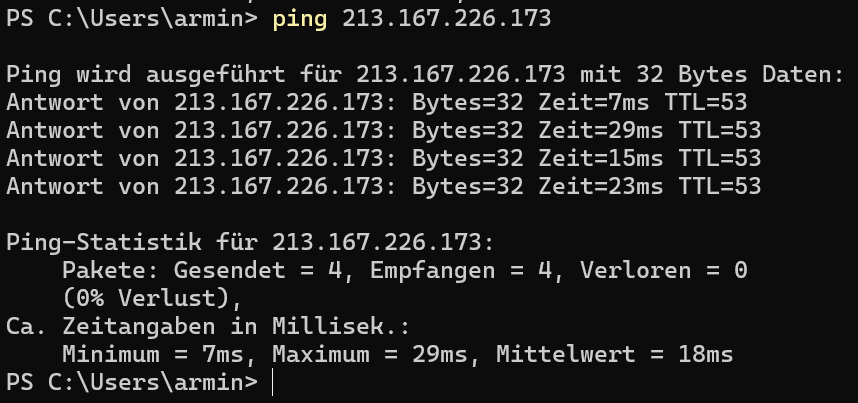 PS C:\Users\armin> ping 213.167.226.173
Ping wird ausgeführt für 213.167.226.173 mit 32 Bytes Daten:
Antwort von 213.167.226.173: Bytes=32 Zeit=7ms TTL=53
Antwort von 213.167.226.173: Bytes=32 Zeit=29ms TTL=53
Antwort von 213.167.226.173: Bytes=32 Zeit=15ms TTL=53
Antwort von 213.167.226.173: Bytes=32 Zeit=23ms TTL=53
Ping-Statistik für 213.167.226.173:
    Pakete: Gesendet = 4, Empfangen = 4, Verloren = 0
    (0% Verlust),
Ca. Zeitangaben in Millisek.:
    Minimum = 7ms, Maximum = 29ms, Mittelwert = 18ms
PS C:\Users\armin>